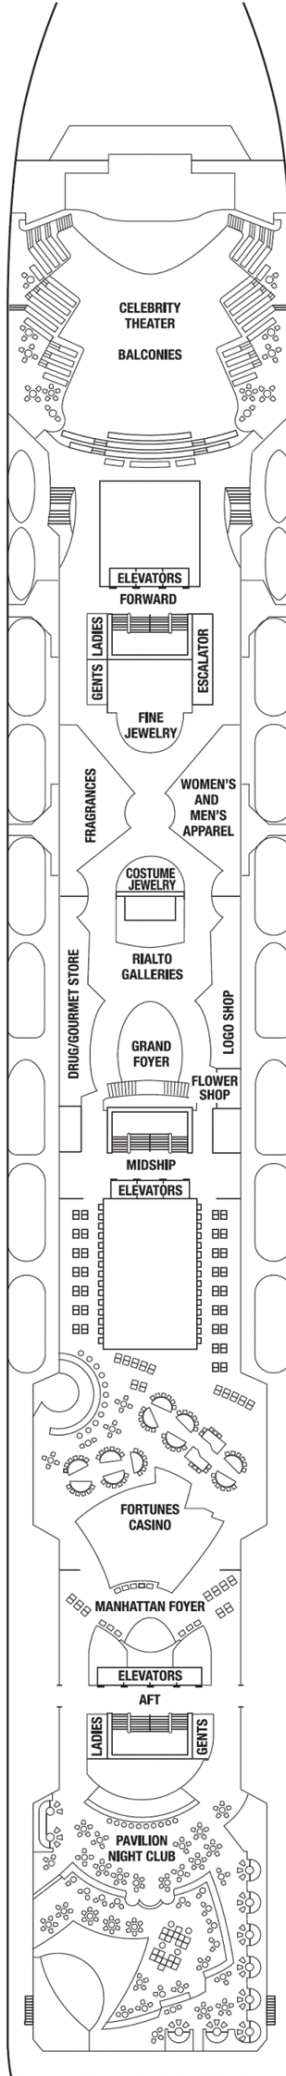 CELEBRITY
THEATER
BALCONIES
ELEVATORS
FORWARD
LADIES
GENTS
ESCALATOR
FINE
JEWELRY
FRAGRANCES
WOMEN'S
AND
MEN'S
APPAREL
COSTUME
JEWELRY
RIALTO
GALLERIES
DRUG/GOURMET STORE
LOGO SHOP
GRAND
FOYER
FLOWER
SHOP
MIDSHIP
ELEVATORS
FORTUNES
CASINO
MANHATTAN FOYER
ELEVATORS
AFT
LADIES
GENTS
PAVILION
NIGHT CLUB